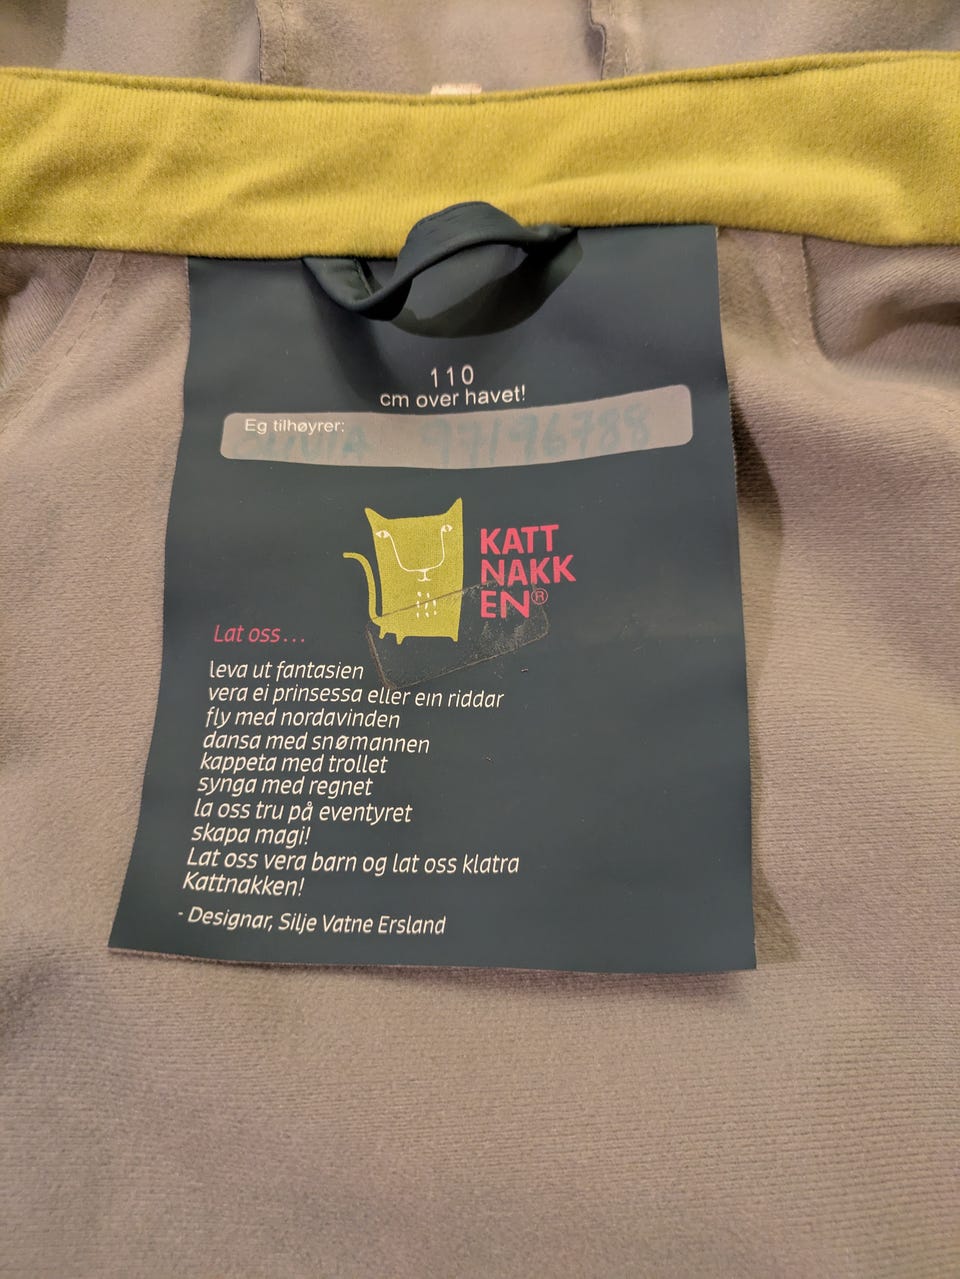 110
cm over havet!
Eg tilhøyrer:
97196788
KATT
NAKK
EN®
Lat oss...
leva ut fantasien
vera ei prinsessa eller ein riddar
fly med nordavinden
dansa med snømannen
kappeta med trollet
synga med regnet
la oss tru på eventyret
skapa magi!
Lat oss vera barn og lat oss klatra
Kattnakken!
- Designar, Silje Vatne Ersland